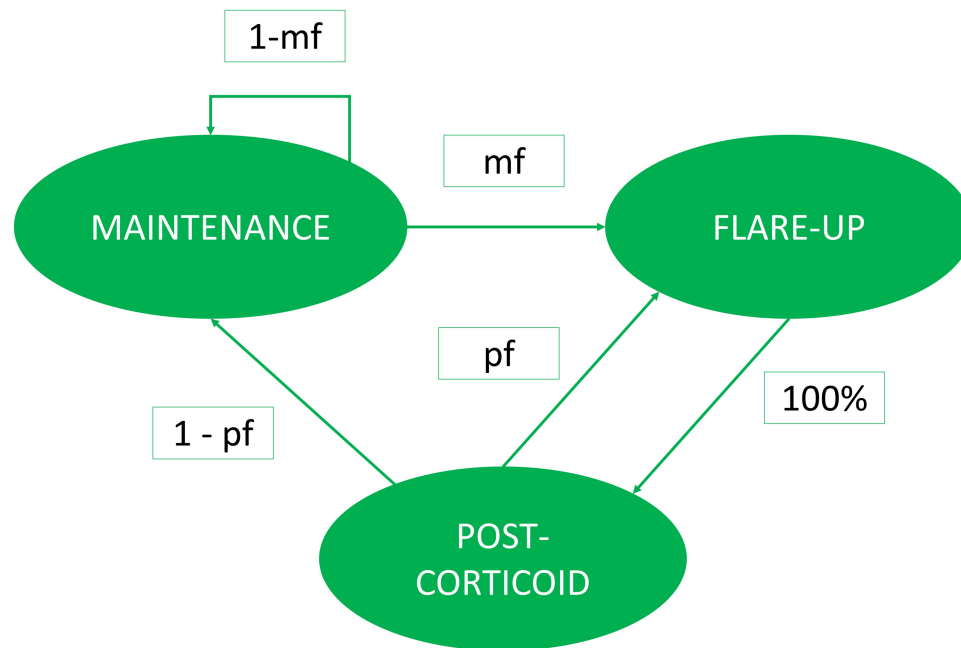 1-mf
mf
MAINTENANCE
FLARE-UP
pf
100%
1 - pf
POST-
CORTICOID